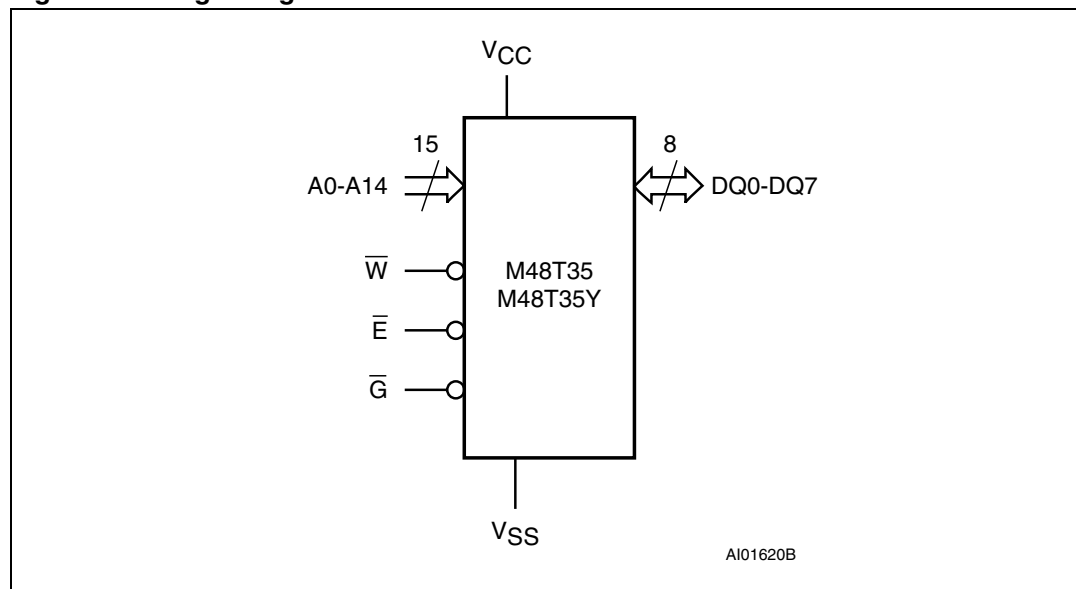 VCC
15
8
A0-A14
DQ0-DQ7
W̅
M48T35
M48T35Y
E̅
G̅
VSS
AI01620B